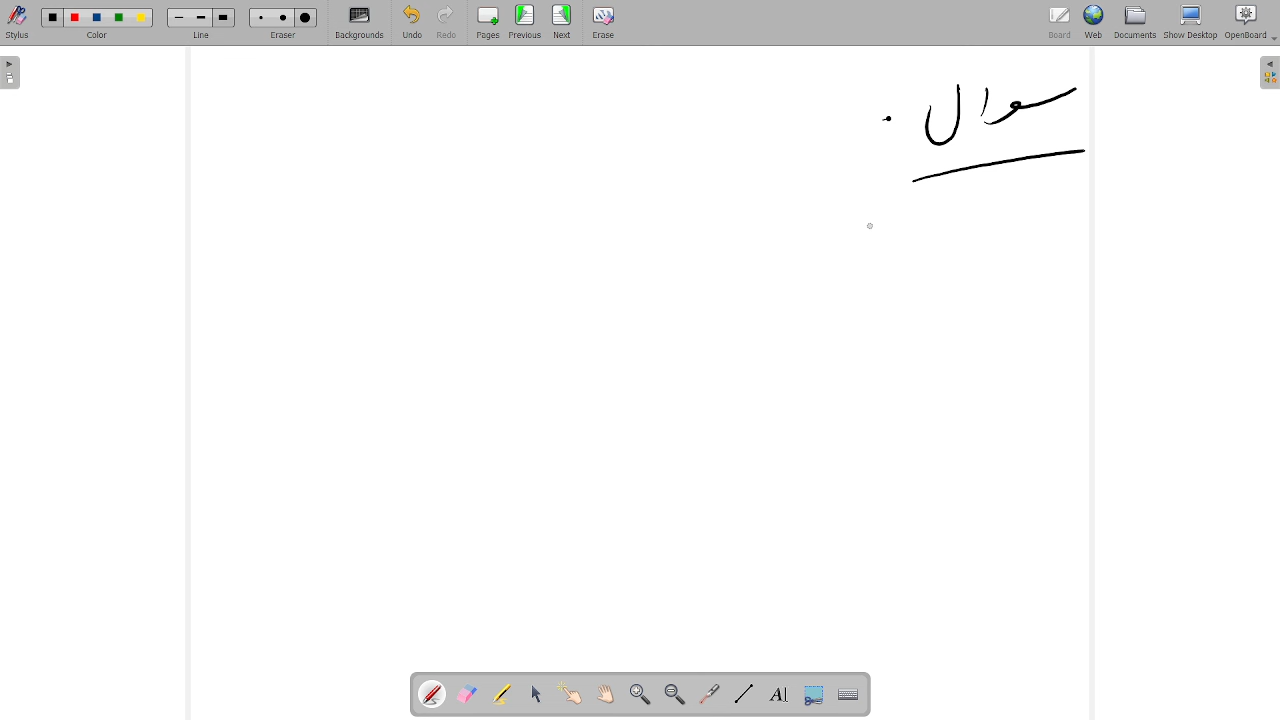 Stylus Color Line Eraser Backgrounds Undo Redo Pages Previous Next Erase Board Web Documents Show Desktop OpenBoard
سوال .